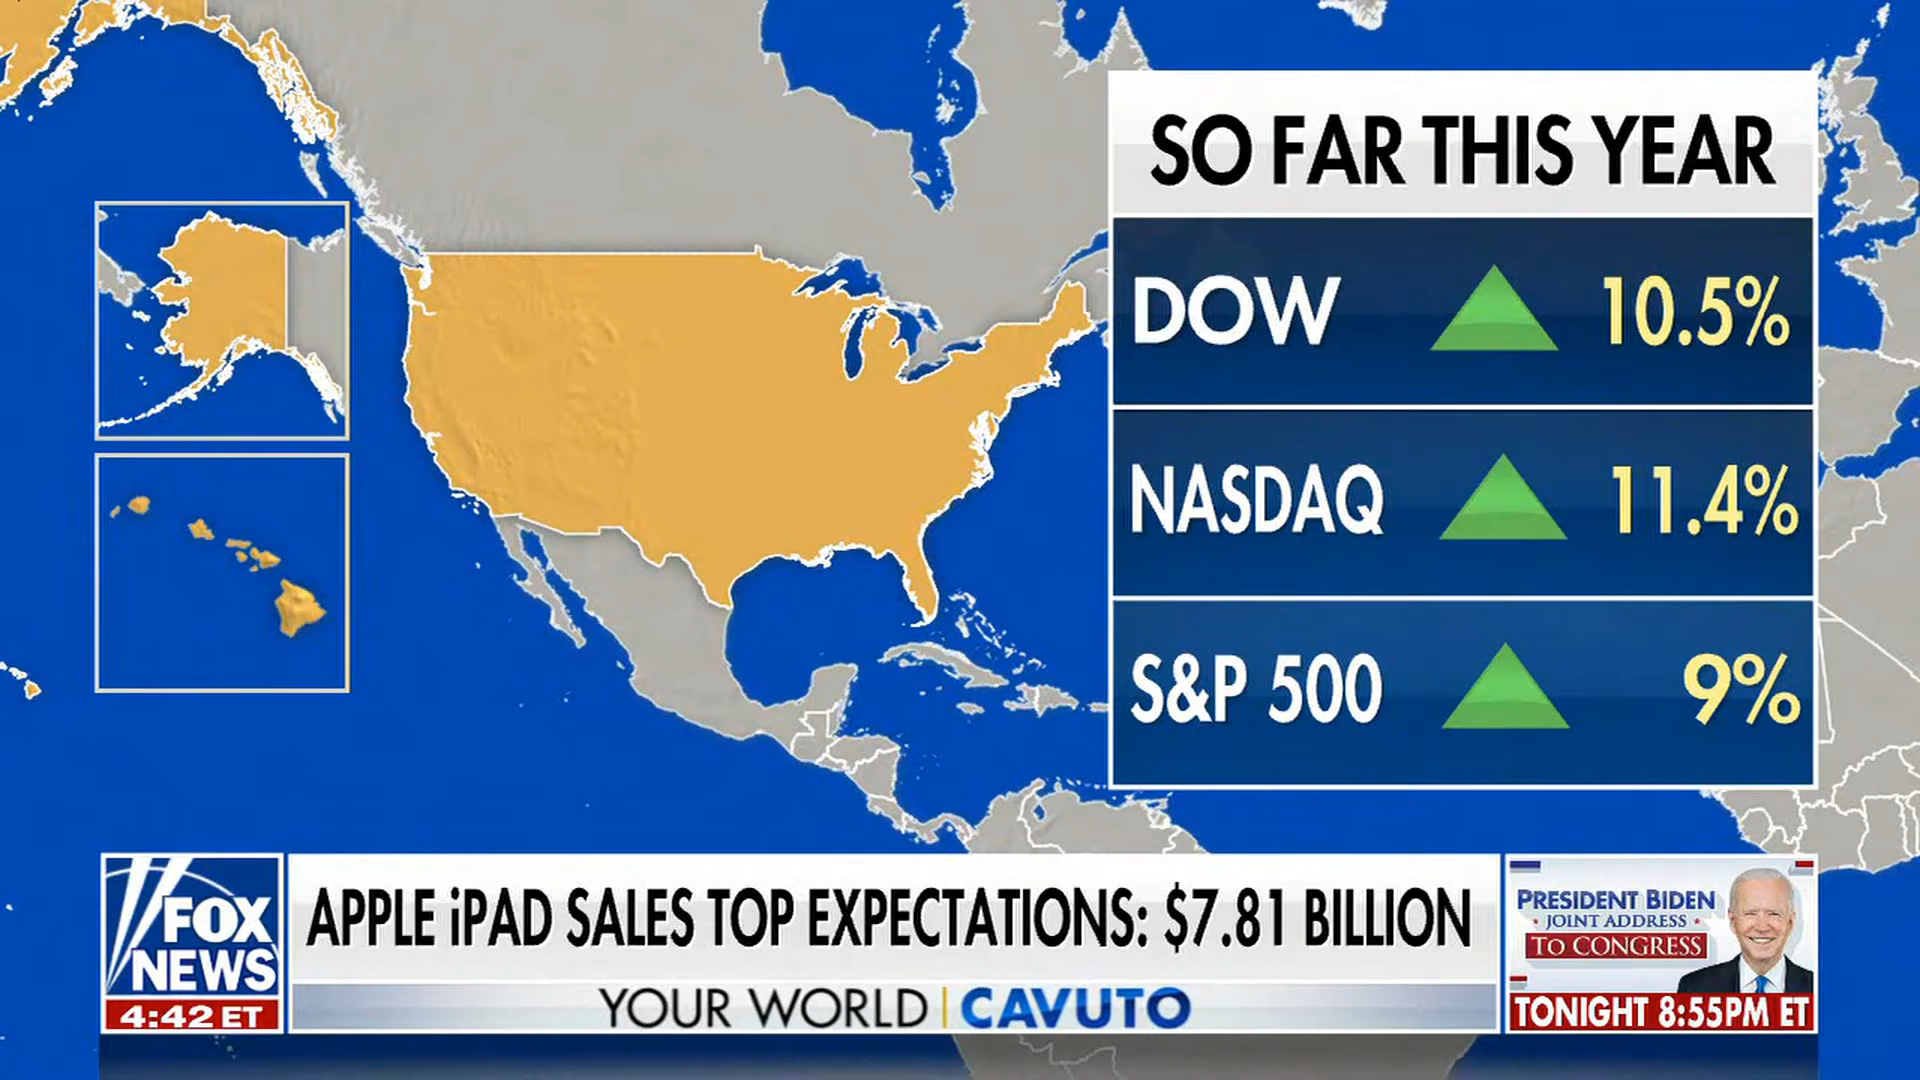 SO FAR THIS YEAR
DOW 10.5%
NASDAQ 11.4%
S&P 500 9%
FOX
NEWS
4:42 ET
APPLE iPAD SALES TOP EXPECTATIONS: $7.81 BILLION
YOUR WORLD | CAVUTO
PRESIDENT BIDEN
JOINT ADDRESS
TO CONGRESS
TONIGHT 8:55PM ET